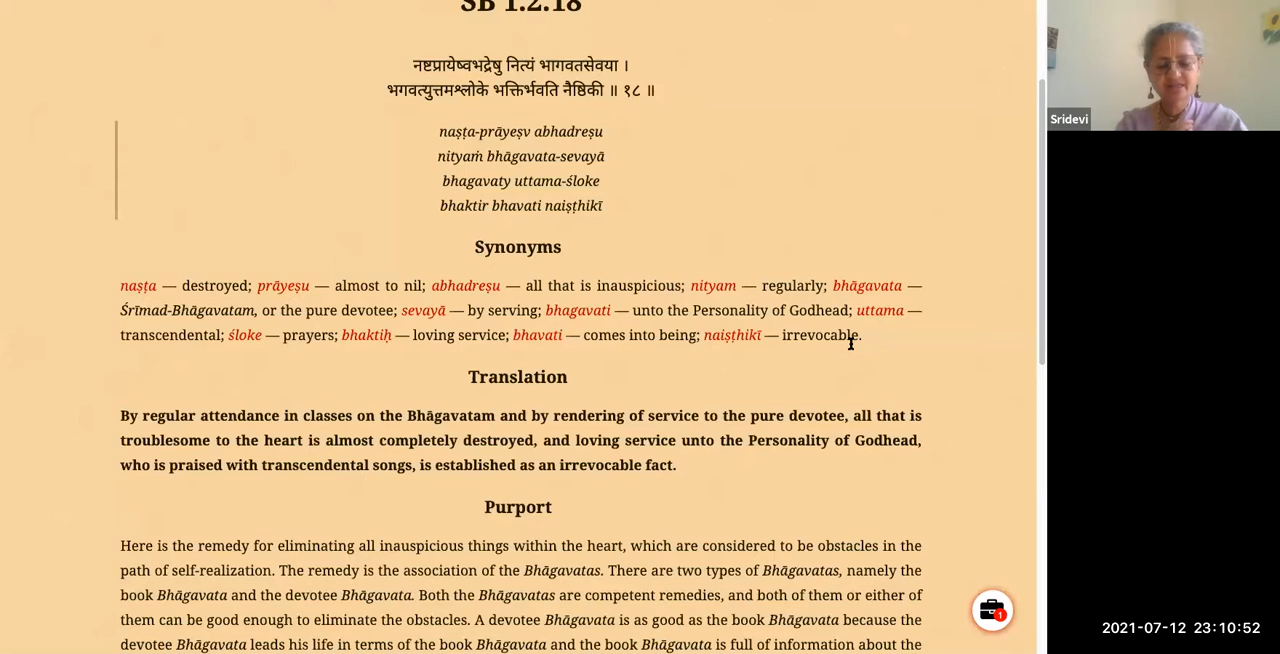 SB 1.2.18
नष्टप्रायेष्वभद्रेषु नित्यं भागवतसेवया ।
भगवत्युत्तमश्लोके भक्तिर्भवति नैष्ठिकी ॥ १८ ॥
naṣṭa-prāyeṣv abhadreṣu
nityaṁ bhāgavata-sevayā
bhagavaty uttama-śloke
bhaktir bhavati naiṣṭhikī
Synonyms
naṣṭa — destroyed; prāyeṣu — almost to nil; abhadreṣu — all that is inauspicious; nityam — regularly; bhāgavata —
Śrīmad-Bhāgavatam, or the pure devotee; sevayā — by serving; bhagavati — unto the Personality of Godhead; uttama —
transcendental; śloke — prayers; bhaktiḥ — loving service; bhavati — comes into being; naiṣṭhikī — irrevocable.
Translation
By regular attendance in classes on the Bhāgavatam and by rendering of service to the pure devotee, all that is
troublesome to the heart is almost completely destroyed, and loving service unto the Personality of Godhead,
who is praised with transcendental songs, is established as an irrevocable fact.
Purport
Here is the remedy for eliminating all inauspicious things within the heart, which are considered to be obstacles in the
path of self-realization. The remedy is the association of the Bhāgavatas. There are two types of Bhāgavatas, namely the
book Bhāgavata and the devotee Bhāgavata. Both the Bhāgavatas are competent remedies, and both of them or either of
them can be good enough to eliminate the obstacles. A devotee Bhāgavata is as good as the book Bhāgavata because the
devotee Bhāgavata leads his life in terms of the book Bhāgavata and the book Bhāgavata is full of information about the
Sridevi
1
2021-07-12 23:10:52